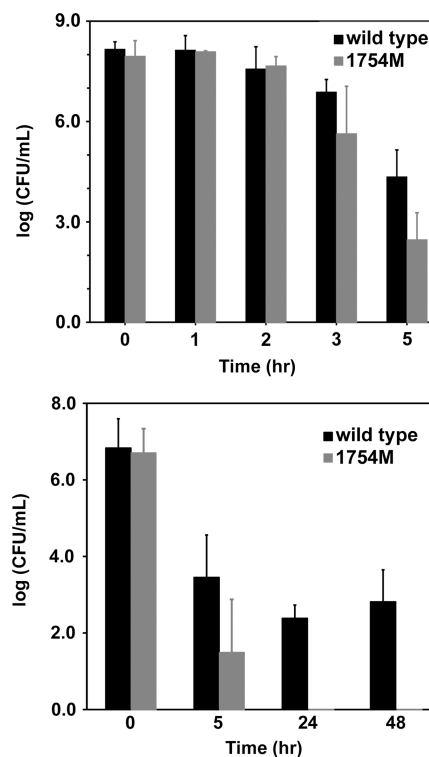 9.0
6.0
3.0
0.0
log (CFU/mL)
wild type
1754M
0 1 2 3 5
Time (hr)
8.0
6.0
4.0
2.0
0.0
log (CFU/mL)
wild type
1754M
0 5 24 48
Time (hr)